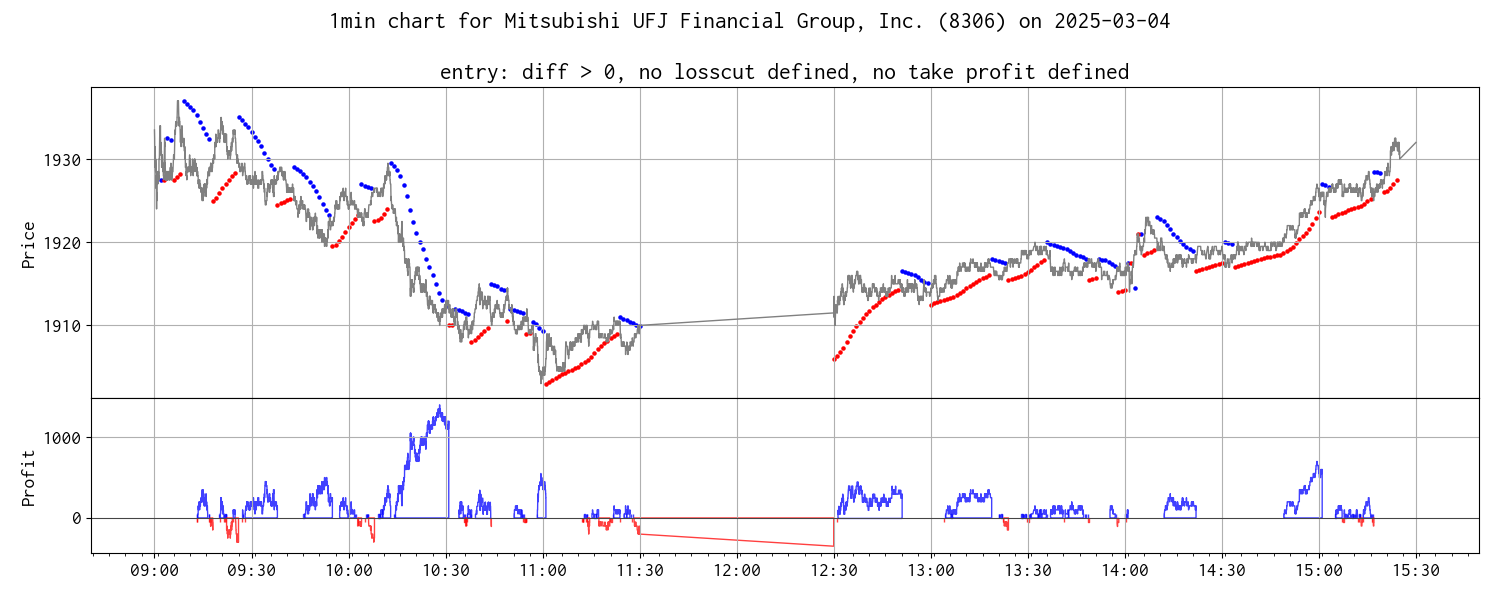 1min chart for Mitsubishi UFJ Financial Group, Inc. (8306) on 2025-03-04
entry: diff > 0, no losscut defined, no take profit defined
Price
1930
1920
1910
Profit
1000
0
09:00 09:30 10:00 10:30 11:00 11:30 12:00 12:30 13:00 13:30 14:00 14:30 15:00 15:30